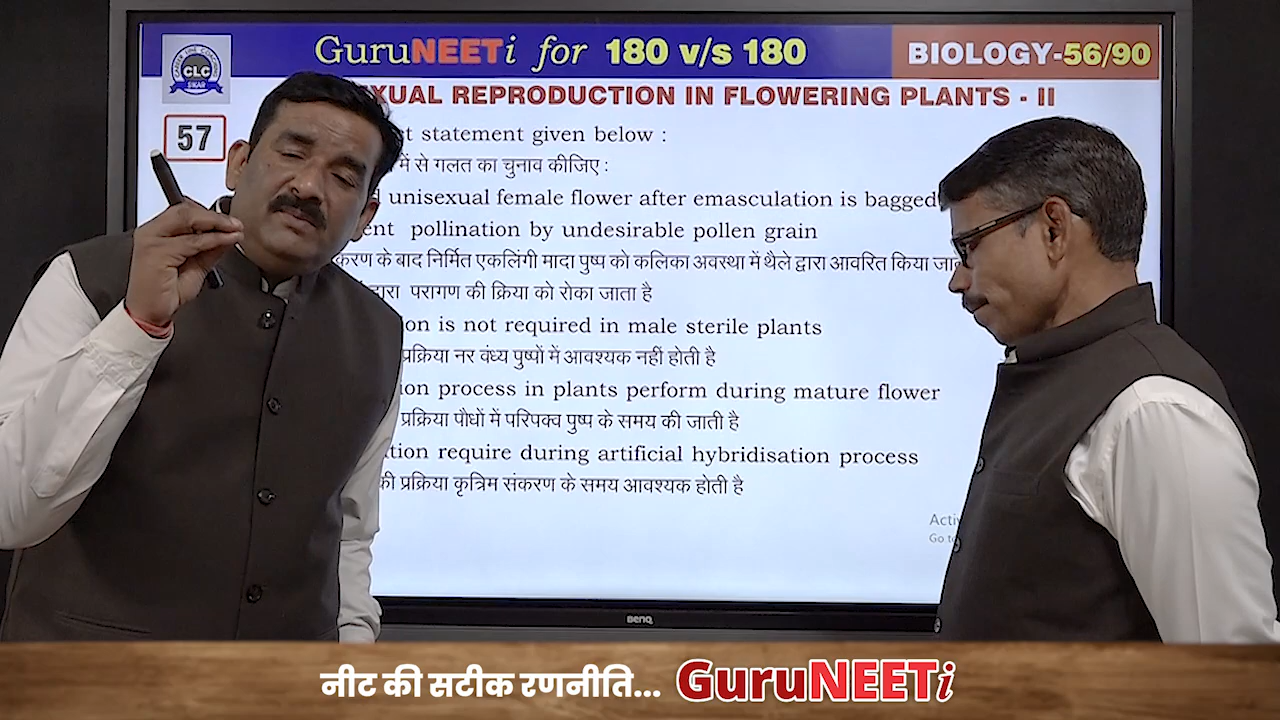 GuruNEETi for 180 v/s 180
BIOLOGY-56/90
CLC
SIKAR
XUAL REPRODUCTION IN FLOWERING PLANTS - II
57
st statement given below :
में से गलत का चुनाव कीजिए :
unisexual female flower after emasculation is bagged
pollination by undesirable pollen grain
करण के बाद निर्मित एकलिंगी मादा पुष्प को कलिका अवस्था में थैले द्वारा आवरित किया जा
द्वारा परागण की क्रिया को रोका जाता है
on is not required in male sterile plants
प्रक्रिया नर वंध्य पुष्पों में आवश्यक नहीं होती है
ion process in plants perform during mature flower
प्रक्रिया पौधों में परिपक्व पुष्प के समय की जाती है
tion require during artificial hybridisation process
की प्रक्रिया कृत्रिम संकरण के समय आवश्यक होती है
Acti
Go to
BenQ
नीट की सटीक रणनीति... GuruNEETi